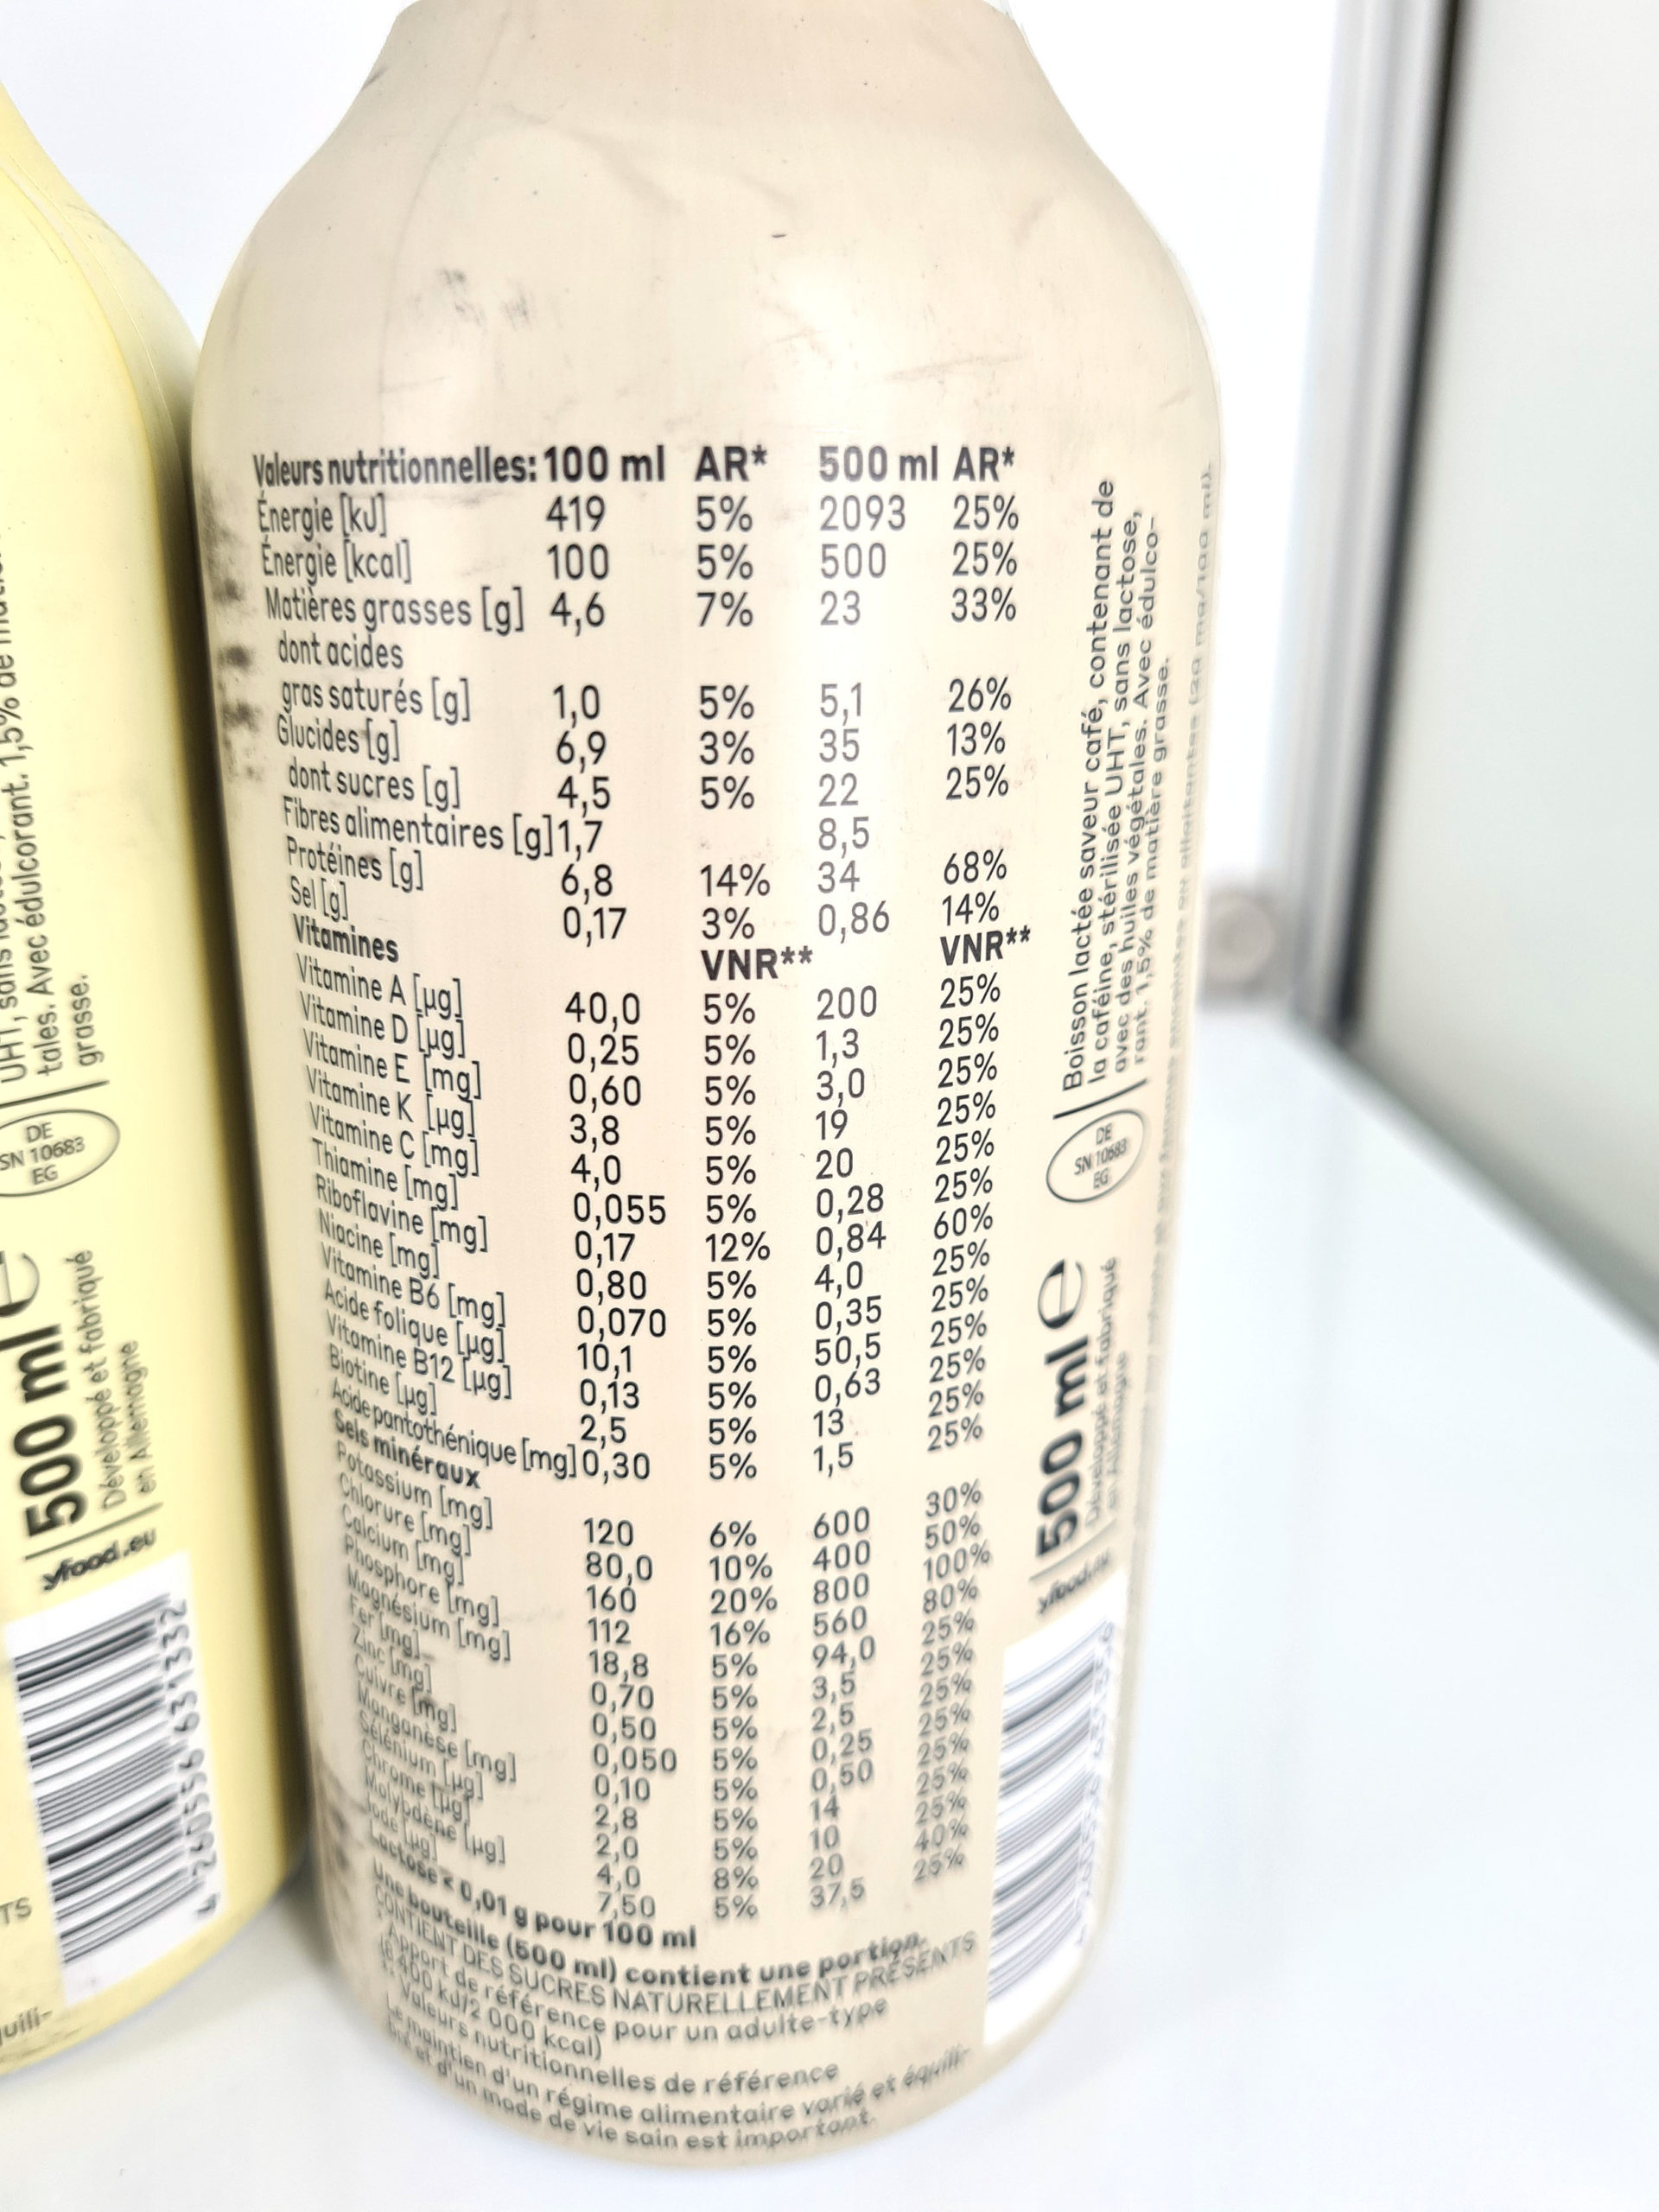 Valeurs nutritionnelles: 100 ml AR* 500 ml AR*
Énergie [kJ] 419 5% 2093 25%
Énergie [kcal] 100 5% 500 25%
Matières grasses [g] 4,6 7% 23 33%
dont acides
gras saturés [g] 1,0 5% 5,1 26%
Glucides [g] 6,9 3% 35 13%
dont sucres [g] 4,5 5% 22 25%
Fibres alimentaires [g] 1,7 8,5
Protéines [g] 6,8 14% 34 68%
Sel [g] 0,17 3% 0,86 14%
Vitamines VNR** VNR**
Vitamine A [µg] 40,0 5% 200 25%
Vitamine D [µg] 0,25 5% 1,3 25%
Vitamine E [mg] 0,60 5% 3,0 25%
Vitamine K [µg] 3,8 5% 19 25%
Vitamine C [mg] 4,0 5% 20 25%
Thiamine [mg] 0,055 5% 0,28 25%
Riboflavine [mg] 0,17 12% 0,84 60%
Niacine [mg] 0,80 5% 4,0 25%
Vitamine B6 [mg] 0,070 5% 0,35 25%
Acide folique [µg] 10,1 5% 50,5 25%
Vitamine B12 [µg] 0,13 5% 0,63 25%
Biotine [µg] 2,5 5% 13 25%
Acide pantothénique [mg] 0,30 5% 1,5 25%
Sels minéraux
Potassium [mg] 120 6% 600 30%
Chlorure [mg] 80,0 10% 400 50%
Calcium [mg] 160 20% 800 100%
Phosphore [mg] 112 16% 560 80%
Magnésium [mg] 18,8 5% 94,0 25%
Fer [mg] 0,70 5% 3,5 25%
Zinc [mg] 0,50 5% 2,5 25%
Cuivre [mg] 0,050 5% 0,25 25%
Manganèse [mg] 0,10 5% 0,50 25%
Sélénium [µg] 2,8 5% 14 25%
Chrome [µg] 2,0 5% 10 25%
Molybdène [µg] 4,0 8% 20 40%
Iode [µg] 7,50 5% 37,5 25%
Lactose < 0,01 g pour 100 ml
Une bouteille (500 ml) contient une portion.
CONTIENT DES SUCRES NATURELLEMENT PRÉSENTS
*Apport de référence pour un adulte-type
(8 400 kJ/2 000 kcal)
**Valeurs nutritionnelles de référence
Le maintien d'un régime alimentaire varié et équili-
bré et d'un mode de vie sain est important.
Boisson lactée saveur café, contenant de
la caféine, stérilisée UHT, sans lactose,
avec des huiles végétales. Avec édulco-
rant. 1,5% de matière grasse.
(20 mg/100 ml).
DE
SN 10683
EG
500 ml e
Développé et fabriqué
en Allemagne
yfood.eu
UHT, sans
tales. Avec édulcorant. 1,5% de
grasse.
DE
SN 10683
EG
500 ml e
Développé et fabriqué
en Allemagne
yfood.eu
4 260556 631332
TS
quili-